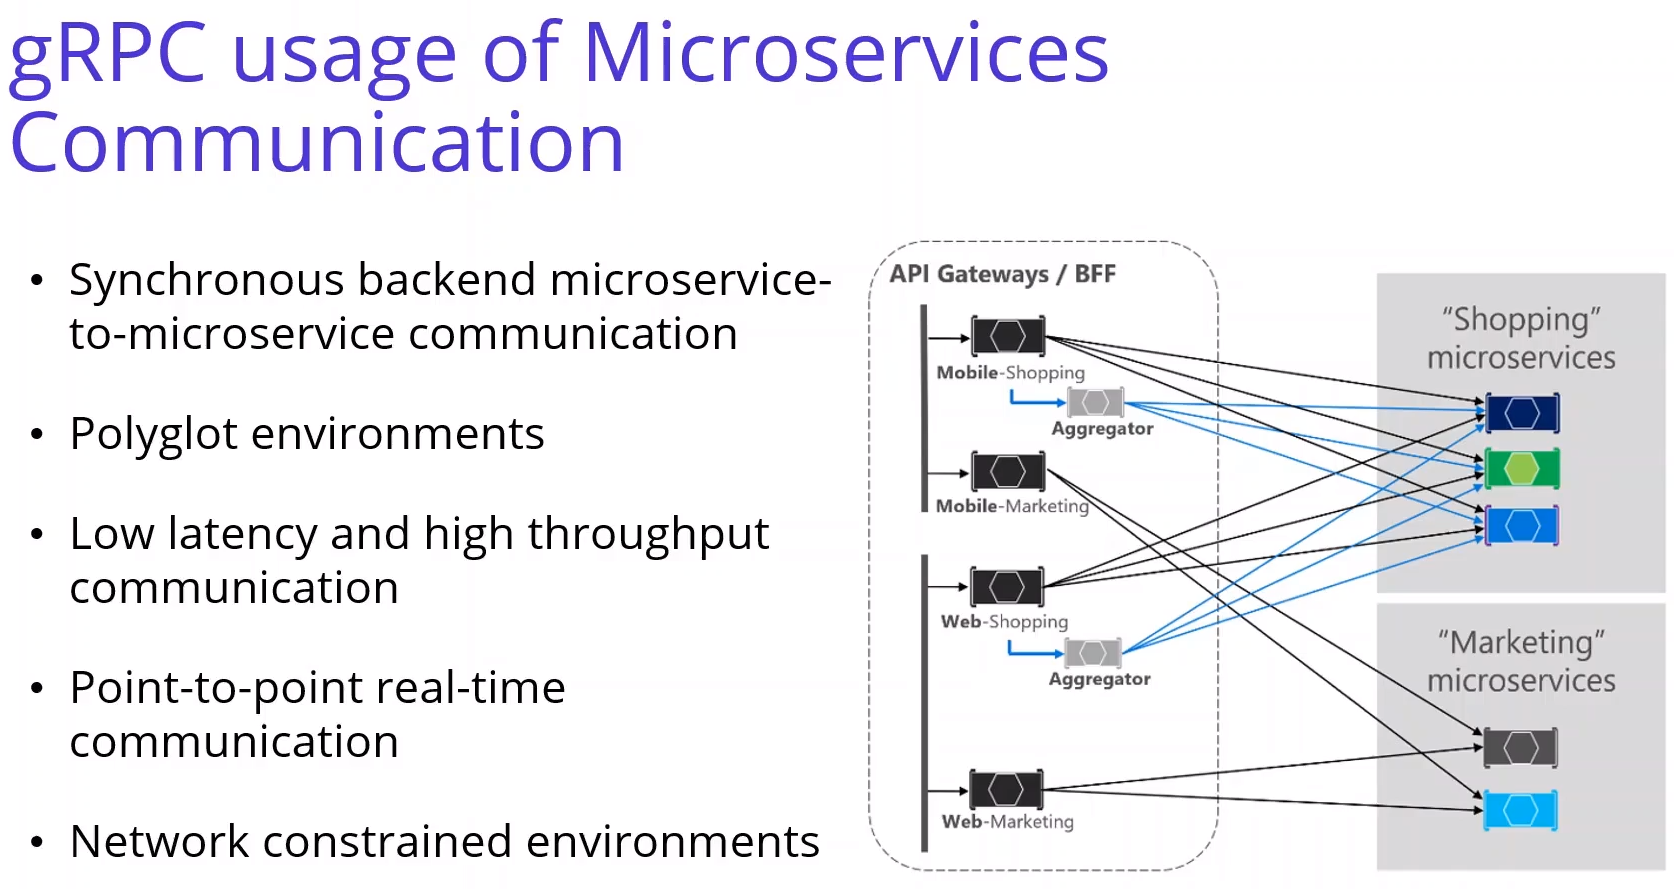 gRPC usage of Microservices
Communication
• Synchronous backend microservice-
to-microservice communication
• Polyglot environments
• Low latency and high throughput
communication
• Point-to-point real-time
communication
• Network constrained environments
API Gateways / BFF
Mobile-Shopping
Aggregator
Mobile-Marketing
Web-Shopping
Aggregator
Web-Marketing
“Shopping”
microservices
“Marketing”
microservices